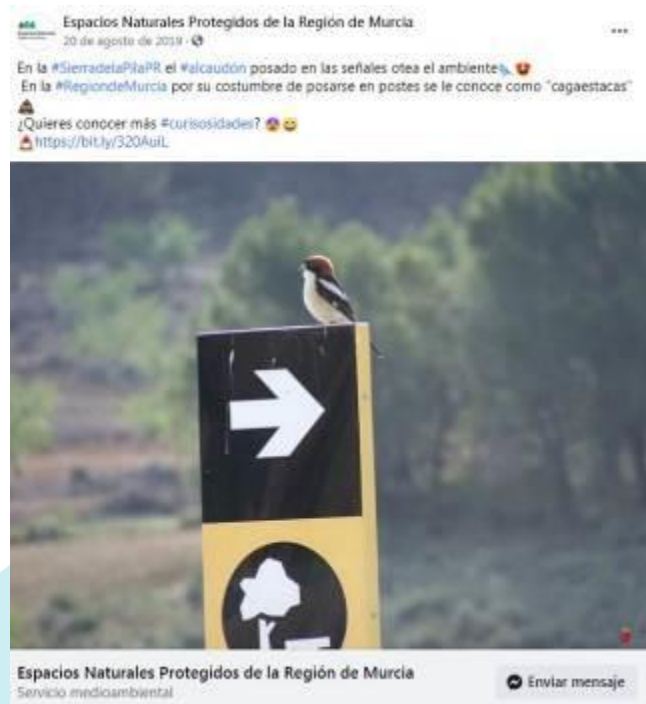 Espacios Naturales Protegidos de la Región de Murcia
20 de agosto de 2019
En la #SierradelaPilaPR el #alcaudón posado en las señales otea el ambiente
En la #RegiondeMurcia por su costumbre de posarse en postes se le conoce como "cagaestacas"
¿Quieres conocer más #curisosidades?
https://bit.ly/320AuiL
Espacios Naturales Protegidos de la Región de Murcia
Servicio medioambiental
Enviar mensaje